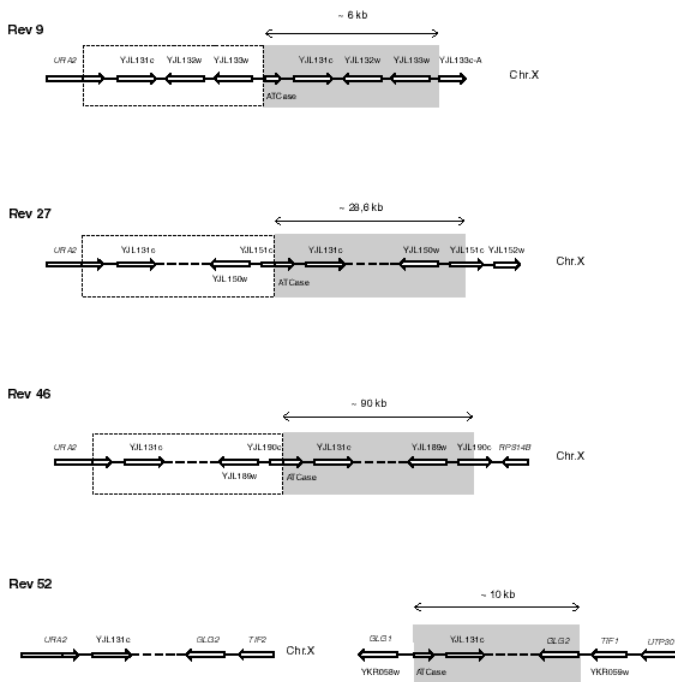 Rev 9
~ 6 kb
URA2 YJL131c YJL132w YJL133w YJL131c YJL132w YJL133w YJL133c-A
Chr.X
ATCase
Rev 27
~ 28,6 kb
URA2 YJL131c YJL151c YJL131c YJL150w YJL151c YJL152w
Chr.X
YJL150w ATCase
Rev 46
~ 90 kb
URA2 YJL131c YJL190c YJL131c YJL189w YJL190c RPS14B
Chr.X
YJL189w ATCase
Rev 52
~ 10 kb
URA2 YJL131c GLG2 TIF2 GLG1 YJL131c GLG2 TIF1 UTP30
Chr.X
YKR058w ATCase YKR059w